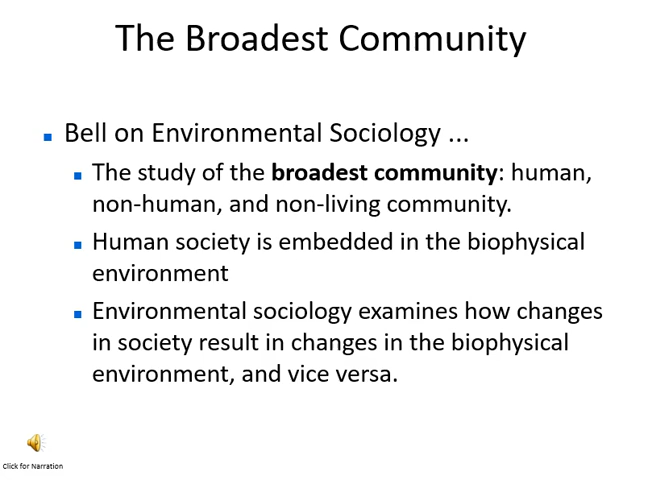 The Broadest Community
Bell on Environmental Sociology ...
The study of the broadest community: human,
non-human, and non-living community.
Human society is embedded in the biophysical
environment
Environmental sociology examines how changes
in society result in changes in the biophysical
environment, and vice versa.
Click for Narration